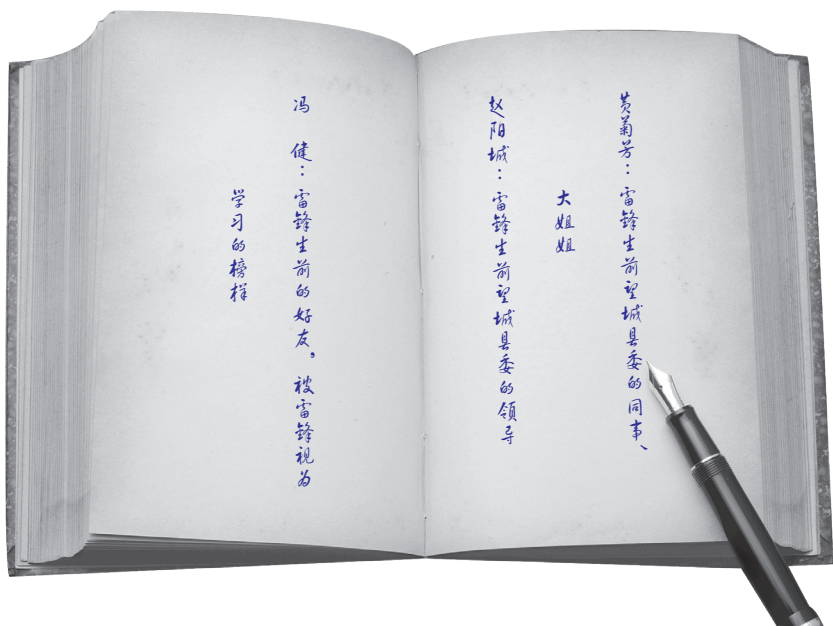 黄菊芳：雷锋生前望城县委的同事、
大姐姐
赵阳城：雷锋生前望城县委的领导
冯 健：雷锋生前的好友。被雷锋视为
学习的榜样